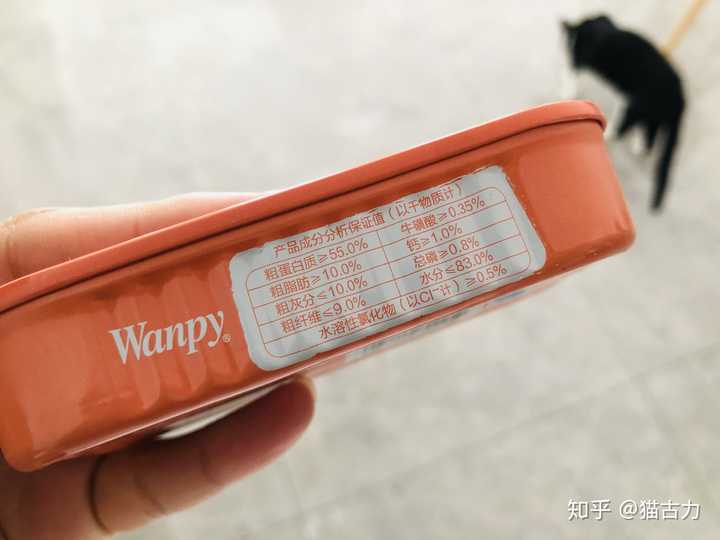 产品成分分析保证值（以干物质计）
粗蛋白质≥55.0% 牛磺酸≥0.35%
粗脂肪≥10.0% 钙≥1.0%
粗灰分≤10.0% 总磷≥0.8%
粗纤维≤9.0% 水分≤83.0%
水溶性氯化物（以Cl⁻计）≥0.5%
Wanpy®
知乎 @猫古力